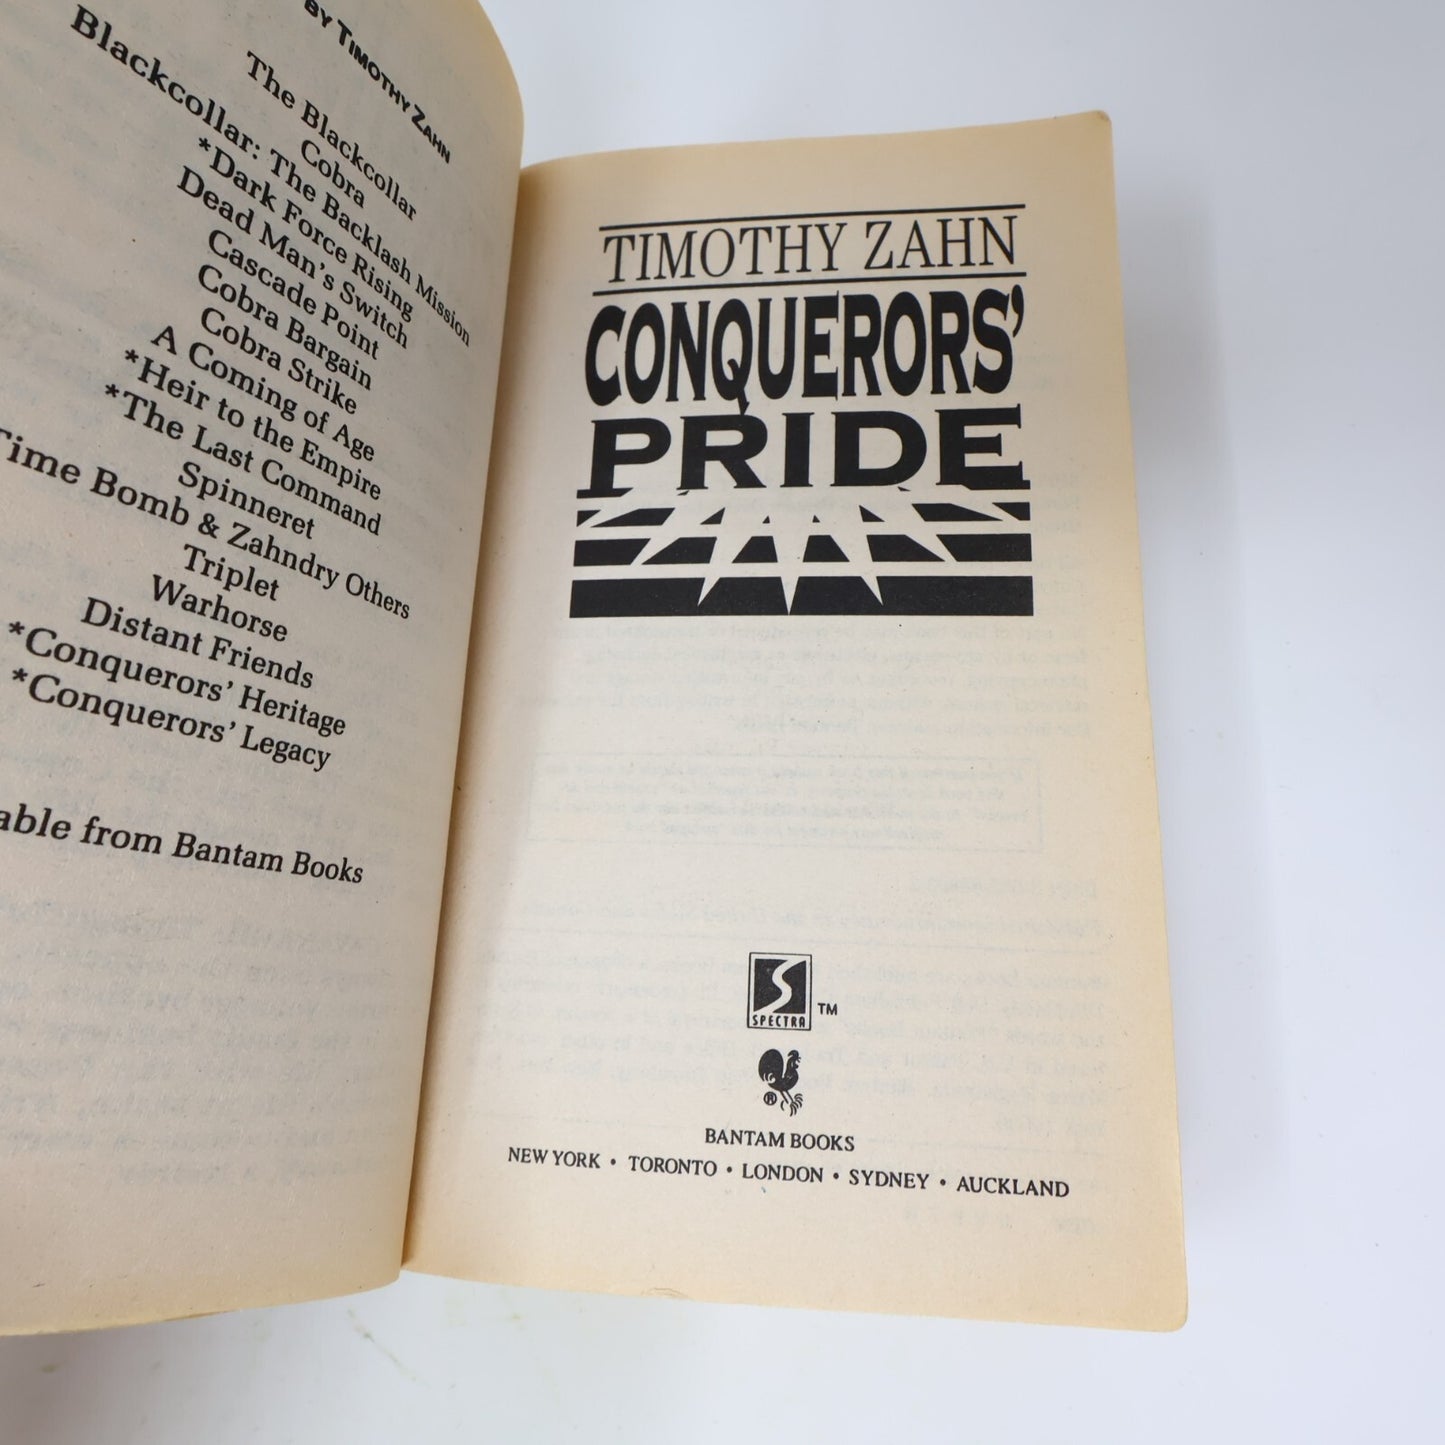 BY TIMOTHY ZAHN
The Blackcollar
Cobra
Blackcollar: The Backlash Mission
*Dark Force Rising
Dead Man's Switch
Cascade Point
Cobra Bargain
Cobra Strike
A Coming of Age
*Heir to the Empire
*The Last Command
Spinneret
Time Bomb & Zahndry Others
Triplet
Warhorse
Distant Friends
*Conquerors' Heritage
*Conquerors' Legacy
from Bantam Books
TIMOTHY ZAHN
CONQUERORS'
PRIDE
SPECTRA
TM
®
BANTAM BOOKS
NEW YORK • TORONTO • LONDON • SYDNEY • AUCKLAND